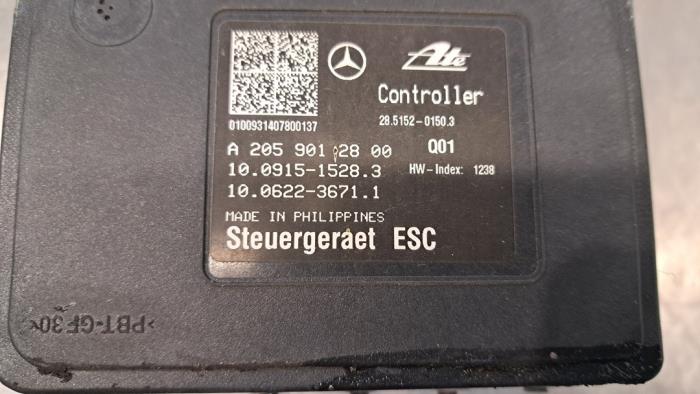 Ate
Controller
28.5152-0150.3
0100931407800137
A 205 901 28 00 Q01
10.0915-1528.3 HW-Index: 1238
10.0622-3671.1
MADE IN PHILIPPINES
Steuergeraet ESC
>PBT-GF30<